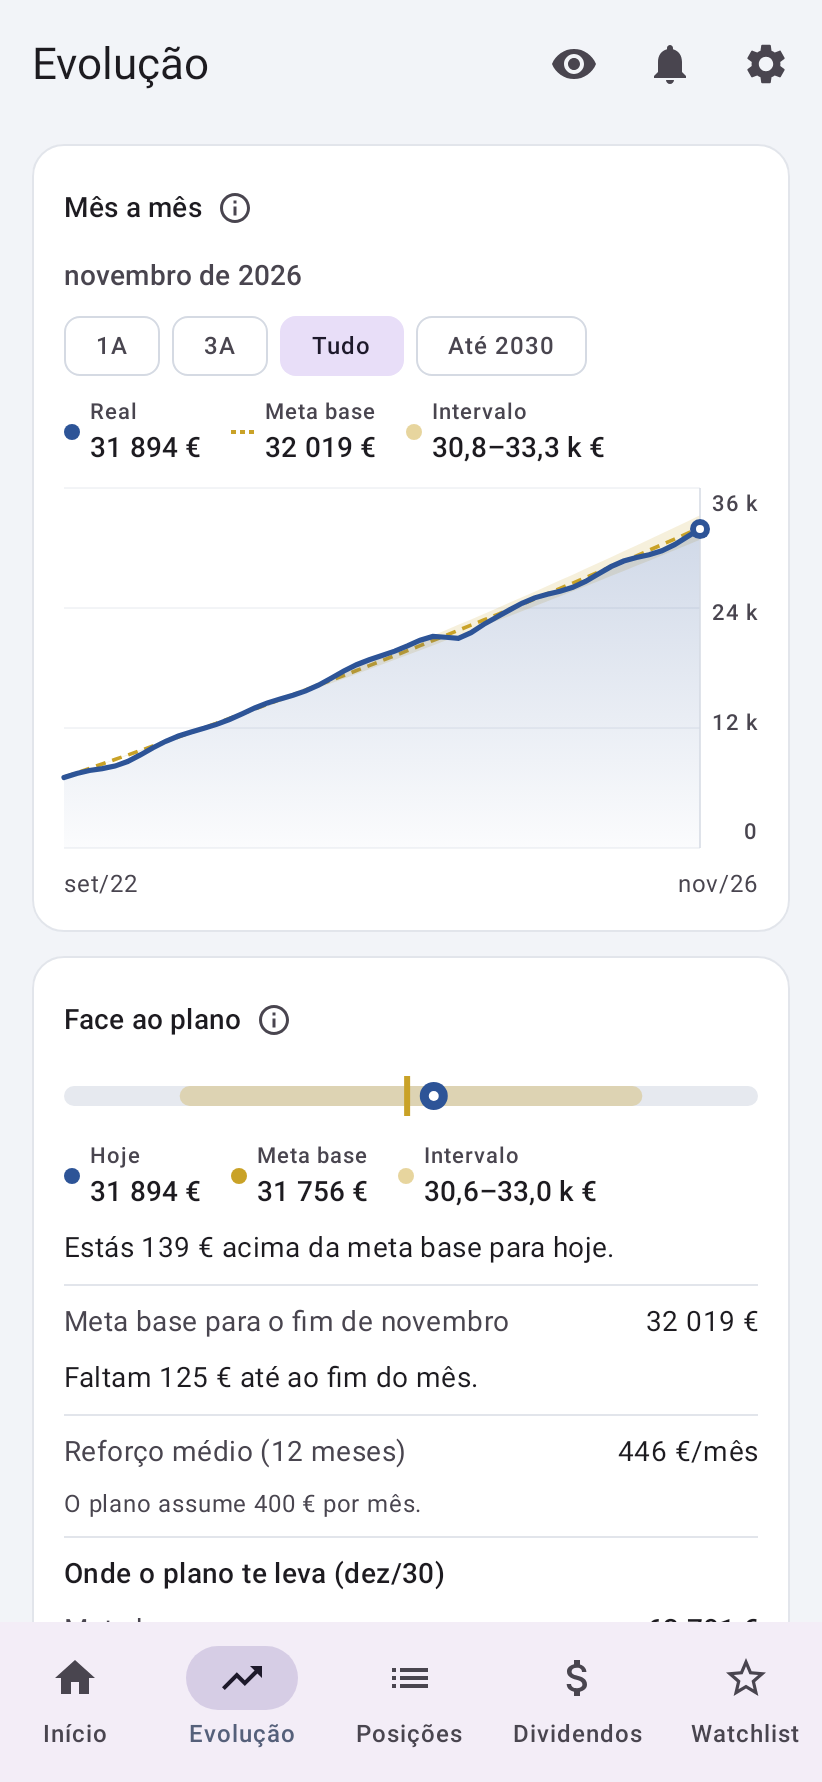 Evolução
Mês a mês
novembro de 2026
1A 3A Tudo Até 2030
Real Meta base Intervalo
31 894 € 32 019 € 30,8–33,3 k €
36 k
24 k
12 k
0
set/22 nov/26
Face ao plano
Hoje Meta base Intervalo
31 894 € 31 756 € 30,6–33,0 k €
Estás 139 € acima da meta base para hoje.
Meta base para o fim de novembro 32 019 €
Faltam 125 € até ao fim do mês.
Reforço médio (12 meses) 446 €/mês
O plano assume 400 € por mês.
Onde o plano te leva (dez/30)
Início Evolução Posições Dividendos Watchlist